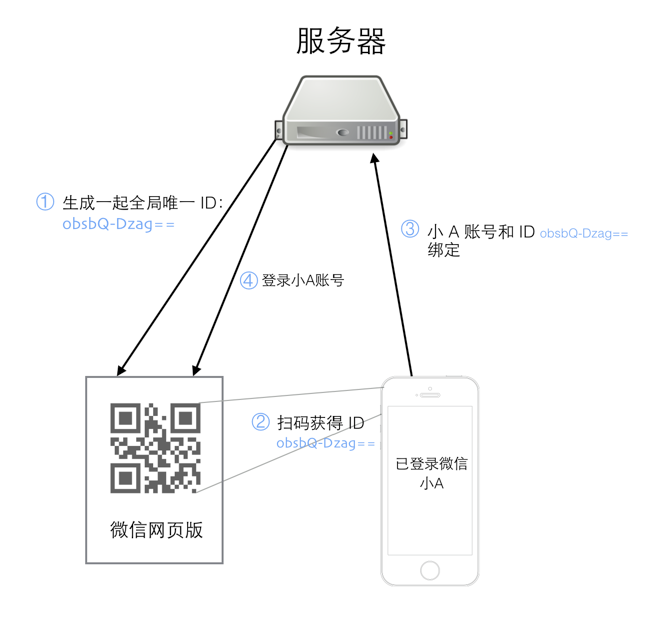 服务器
① 生成一起全局唯一 ID：
obsbQ-Dzag==
③ 小 A 账号和 ID obsbQ-Dzag==
绑定
④ 登录小A账号
② 扫码获得 ID
obsbQ-Dzag==
已登录微信
小A
微信网页版